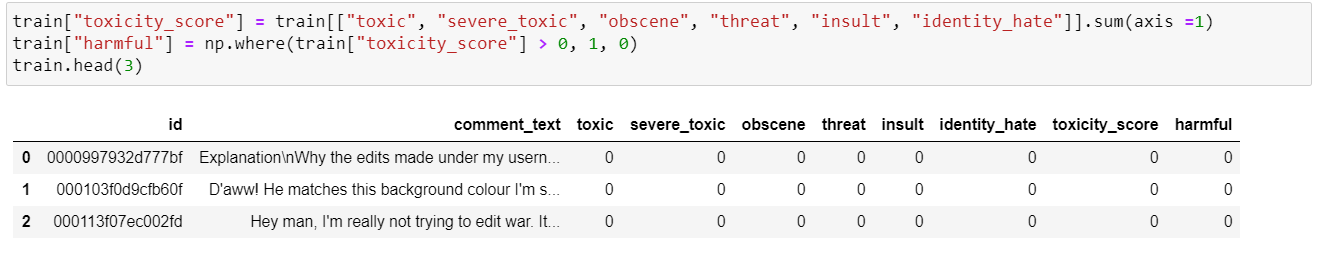 train["toxicity_score"] = train[["toxic", "severe_toxic", "obscene", "threat", "insult", "identity_hate"]].sum(axis =1)
train["harmful"] = np.where(train["toxicity_score"] > 0, 1, 0)
train.head(3)
id comment_text toxic severe_toxic obscene threat insult identity_hate toxicity_score harmful
0 0000997932d777bf Explanation\nWhy the edits made under my usern... 0 0 0 0 0 0 0 0
1 000103f0d9cfb60f D'aww! He matches this background colour I'm s... 0 0 0 0 0 0 0 0
2 000113f07ec002fd Hey man, I'm really not trying to edit war. It... 0 0 0 0 0 0 0 0